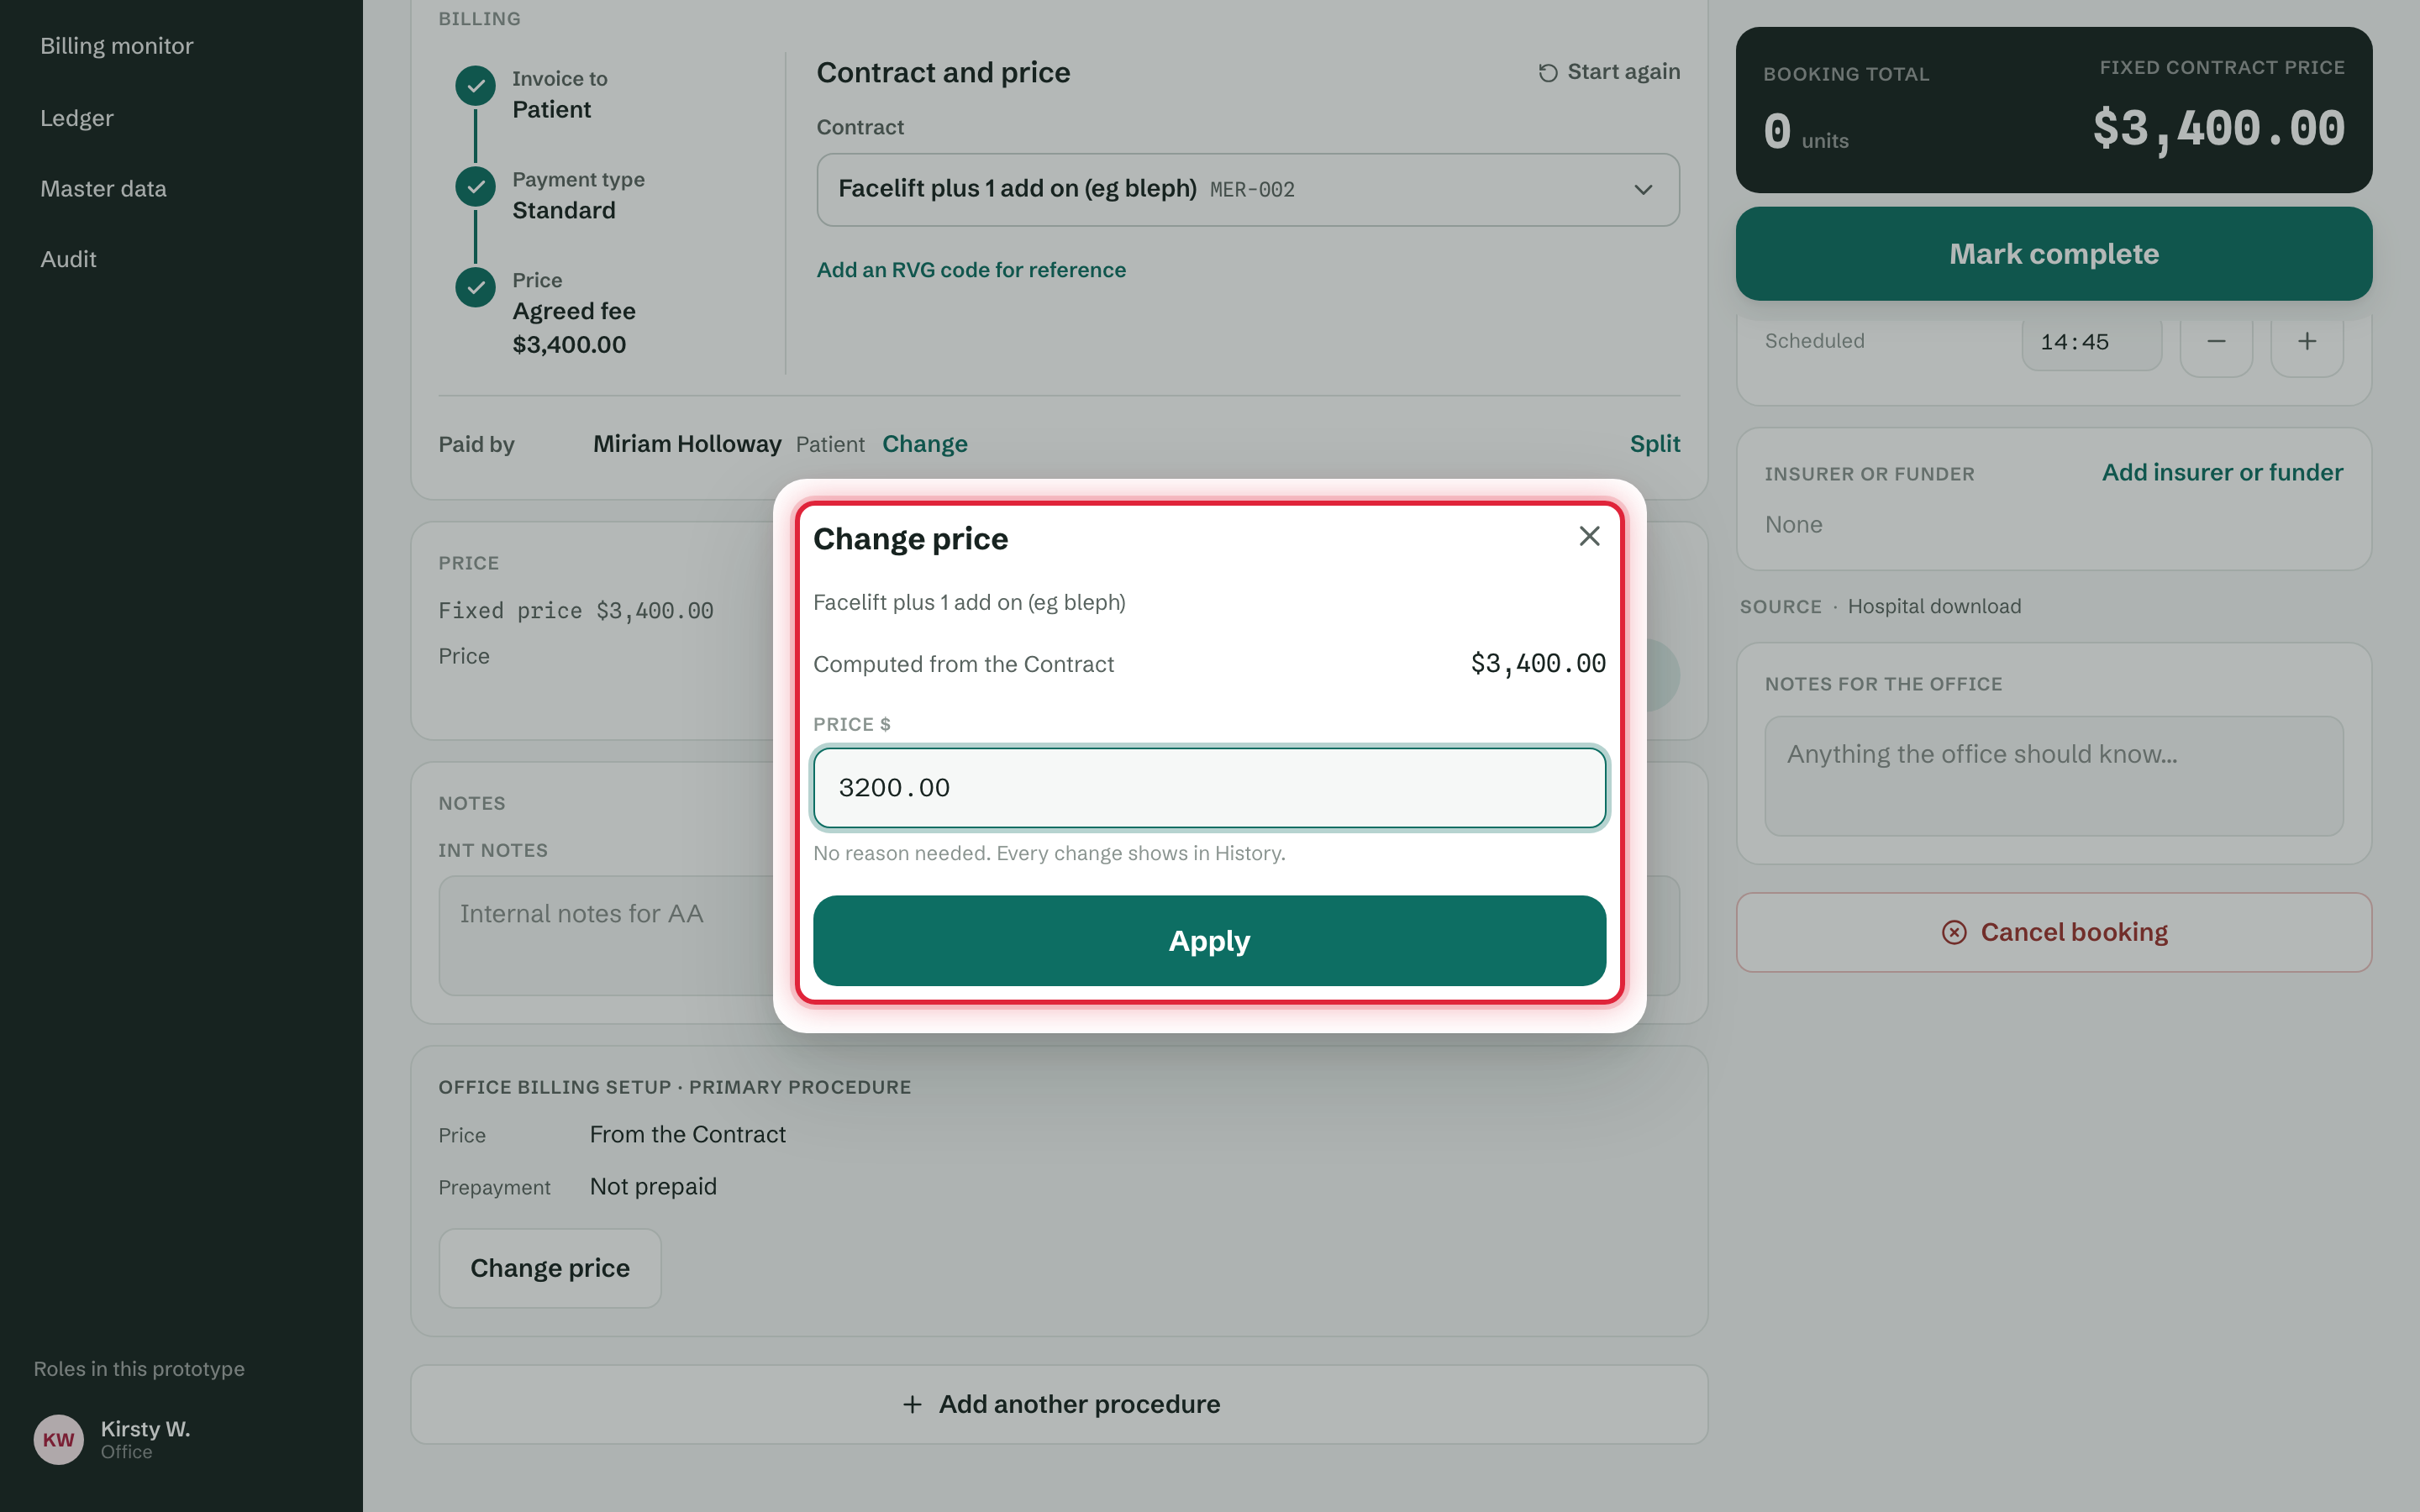 Billing monitor
Ledger
Master data
Audit
Roles in this prototype
KW
Kirsty W.
Office
BILLING
Invoice to
Patient
Payment type
Standard
Price
Agreed fee
$3,400.00
Contract and price
Start again
Contract
Facelift plus 1 add on (eg bleph) MER-002
Add an RVG code for reference
Paid by Miriam Holloway Patient Change Split
PRICE
Fixed price $3,400.00
Price
NOTES
INT NOTES
Internal notes for AA
Change price
Facelift plus 1 add on (eg bleph)
Computed from the Contract $3,400.00
PRICE $
3200.00
No reason needed. Every change shows in History.
Apply
OFFICE BILLING SETUP · PRIMARY PROCEDURE
Price From the Contract
Prepayment Not prepaid
Change price
Add another procedure
BOOKING TOTAL FIXED CONTRACT PRICE
0 units $3,400.00
Mark complete
Scheduled 14:45
INSURER OR FUNDER Add insurer or funder
None
SOURCE · Hospital download
NOTES FOR THE OFFICE
Anything the office should know...
Cancel booking